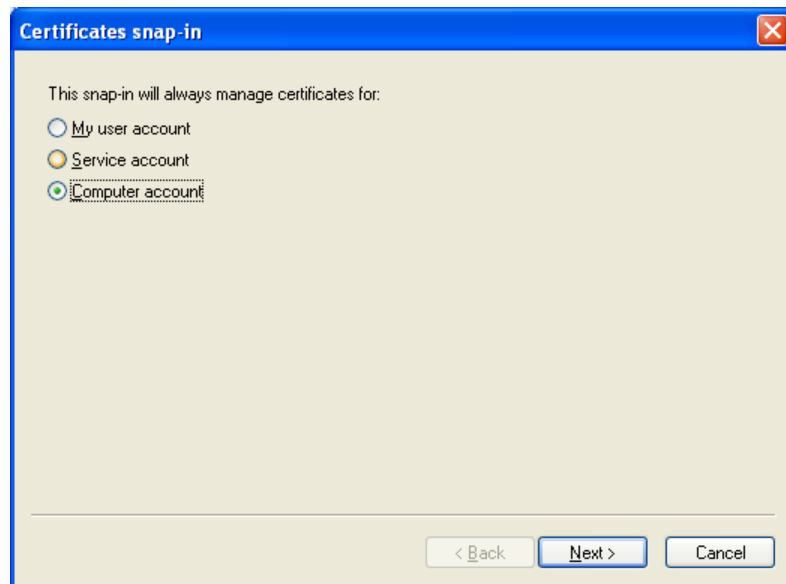 Certificates snap-in
This snap-in will always manage certificates for:
My user account
Service account
Computer account
< Back Next > Cancel